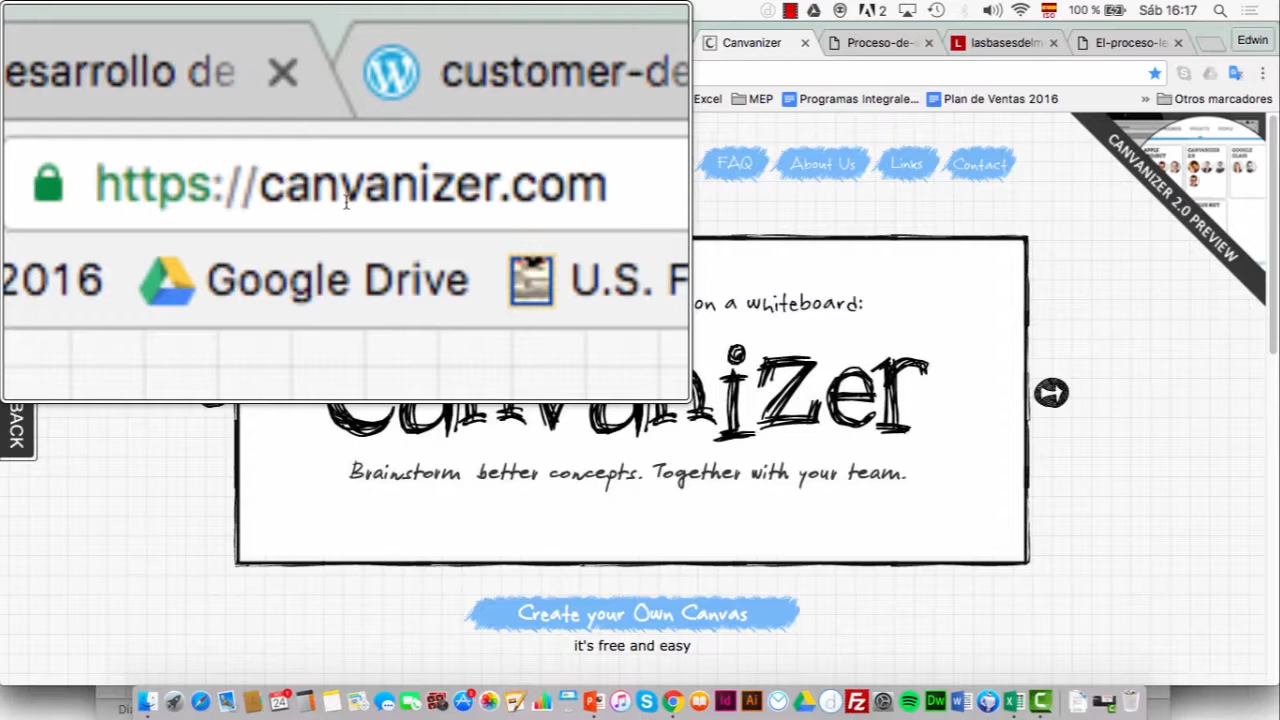 2
100 %
Sáb 16:17
esarrollo de
customer-de
Canvanizer
Proceso-de-
lasbasesdelm
El-proceso-le
Edwin
https://canvanizer.com
Excel
MEP
Programas Integrale...
Plan de Ventas 2016
»
Otros marcadores
2016
Google Drive
U.S. F
FAQ
About Us
Links
Contact
CANVANIZER 2.0 PREVIEW
on a whiteboard:
Canvanizer
Brainstorm better concepts. Together with your team.
BACK
Create your Own Canvas
it's free and easy